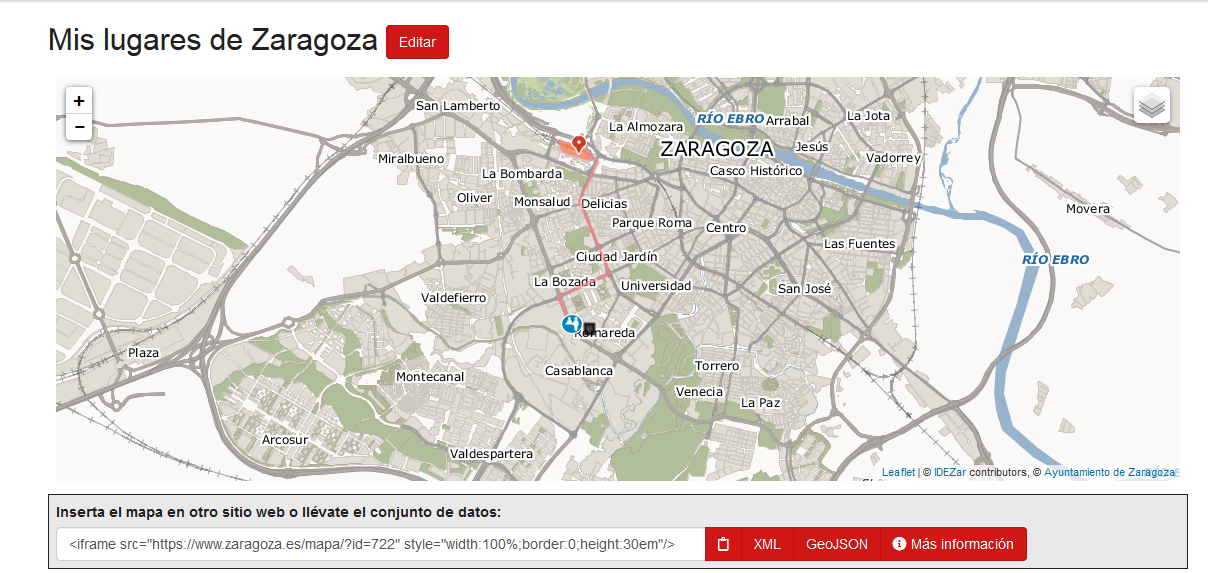 Mis lugares de Zaragoza Editar
+
−
San Lamberto
La Almozara
RÍO EBRO
Arrabal
La Jota
Miralbueno
ZARAGOZA
Jesús
Vadorrey
La Bombarda
Casco Histórico
Oliver
Monsalud
Delicias
Movera
Parque Roma
Centro
Las Fuentes
Ciudad Jardín
RÍO EBRO
La Bozada
Universidad
San José
Valdefierro
Romareda
Plaza
Casablanca
Torrero
Montecanal
Venecia
La Paz
Arcosur
Valdespartera
Leaflet | © IDEZar contributors, © Ayuntamiento de Zaragoza
Inserta el mapa en otro sitio web o llévate el conjunto de datos:
<iframe src="https://www.zaragoza.es/mapa/?id=722" style="width:100%;border:0;height:30em"/> XML GeoJSON Más información